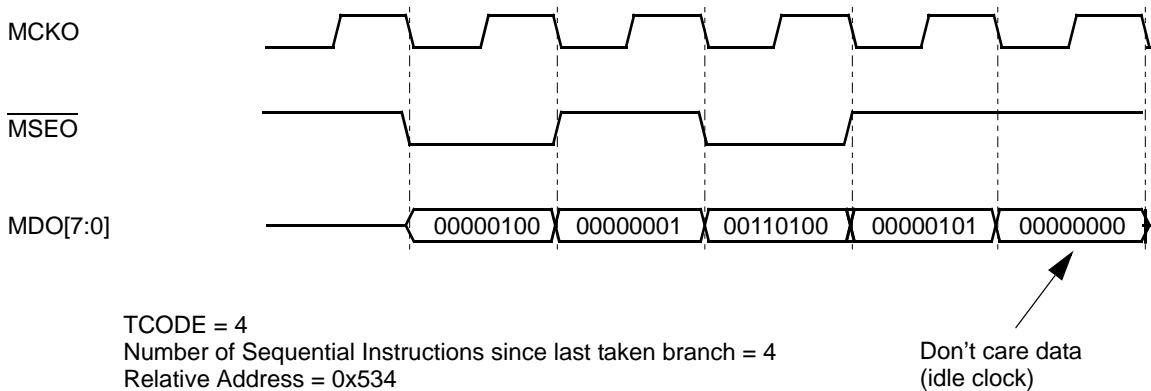 MCKO
MSEO
MDO[7:0]
00000100 00000001 00110100 00000101 00000000
TCODE = 4
Number of Sequential Instructions since last taken branch = 4
Relative Address = 0x534
Don't care data
(idle clock)